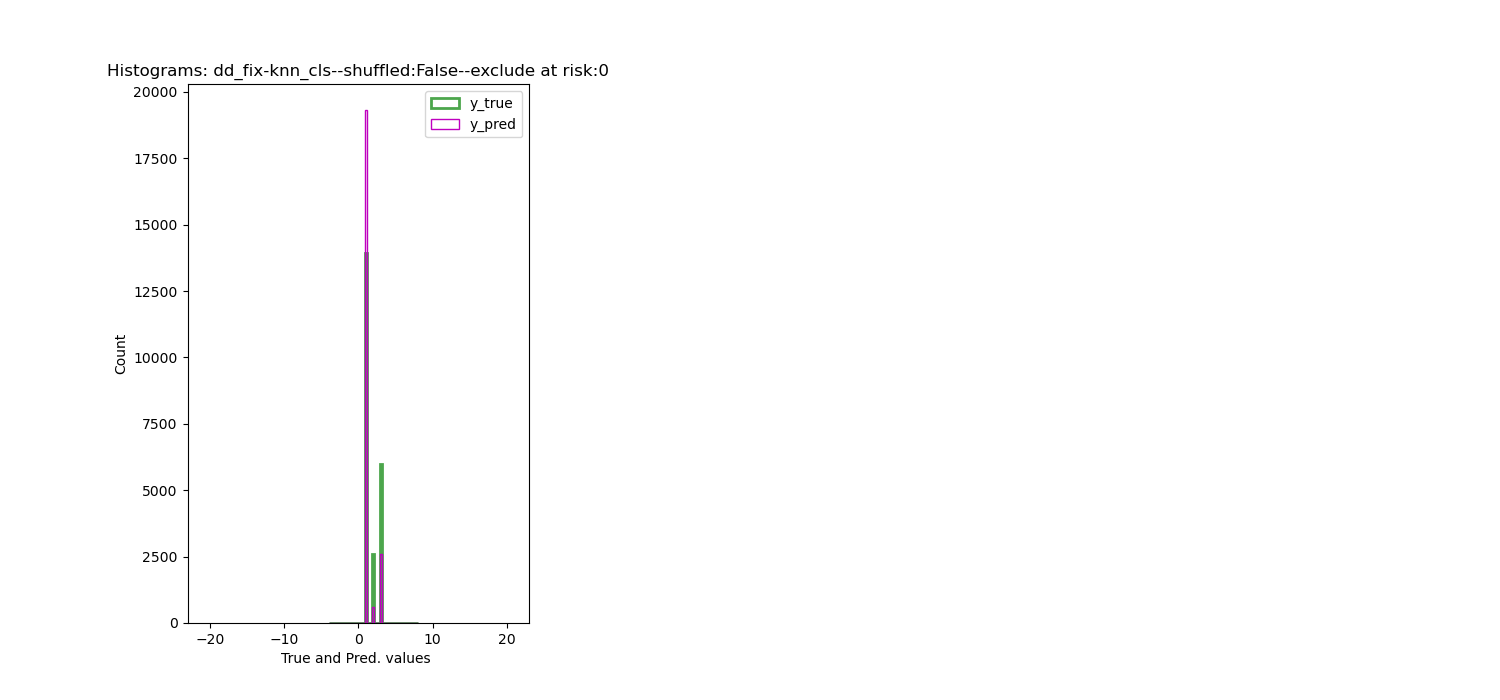 Histograms: dd_fix-knn_cls--shuffled:False--exclude at risk:0
20000
17500
15000
12500
10000
7500
5000
2500
0
Count
y_true
y_pred
−20
−10
0
10
20
True and Pred. values